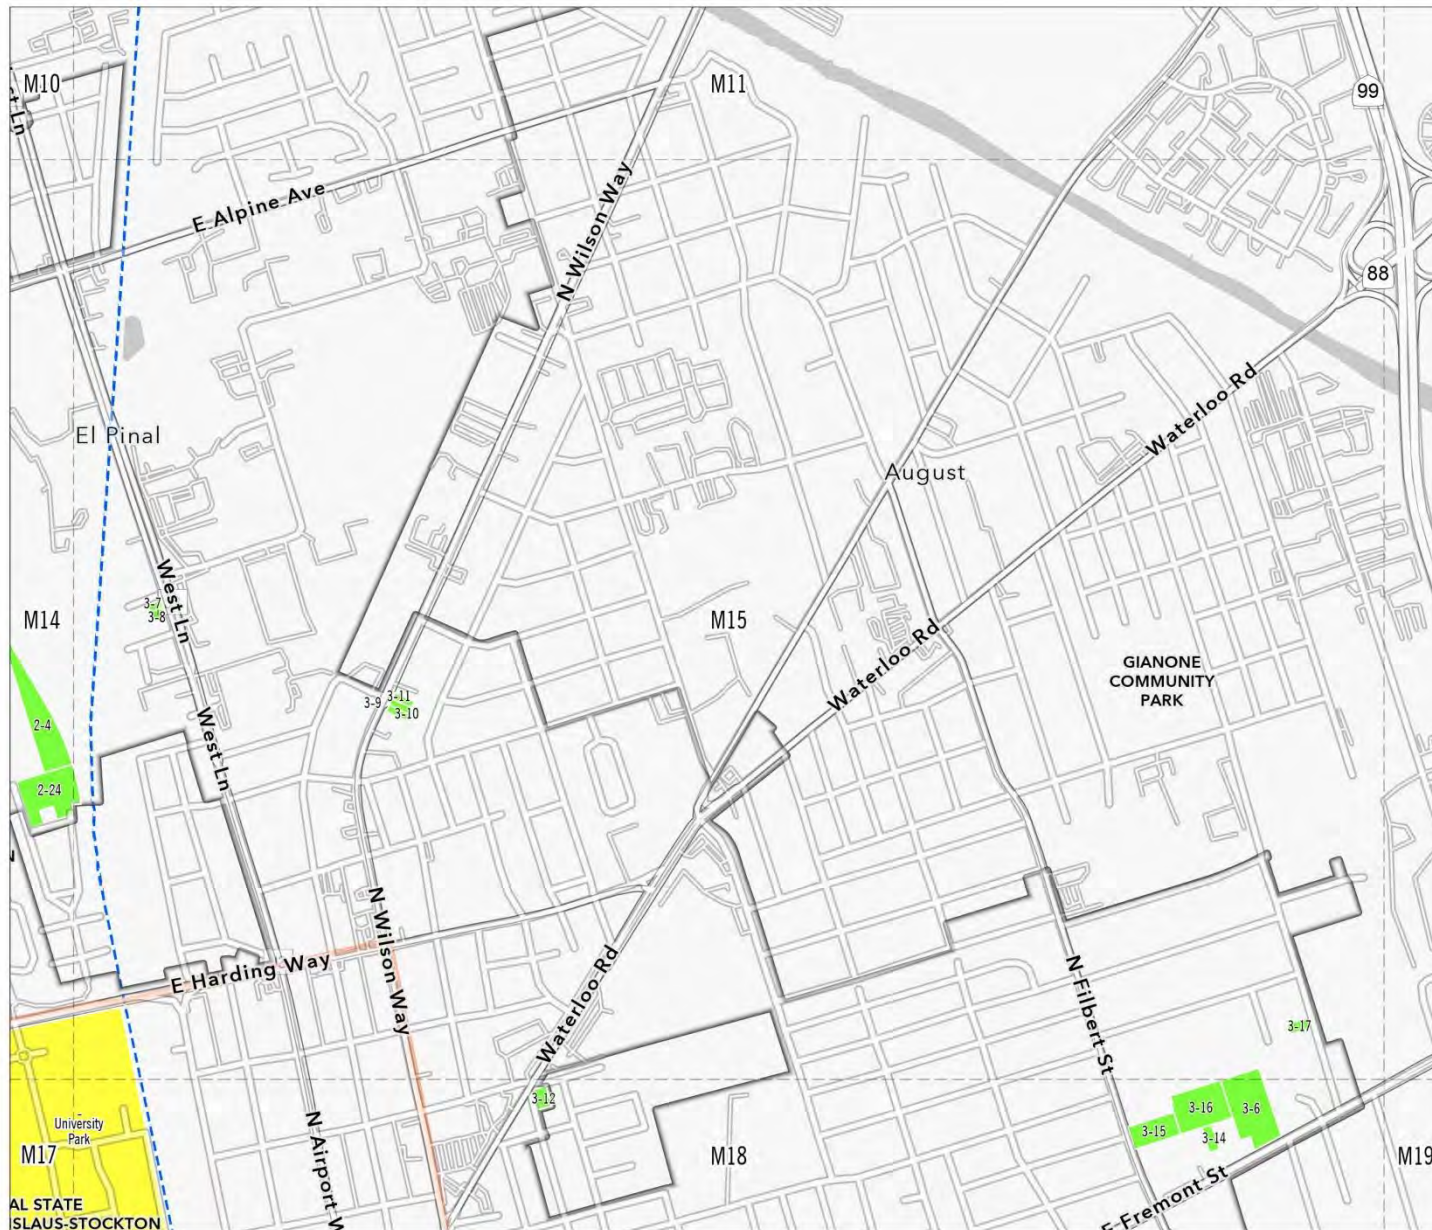 M10
M11
99
ct Ln
E Alpine Ave
N Wilson Way
88
Waterloo Rd
El Pinal
August
West Ln
3-7
3-8
M14
M15
Waterloo Rd
GIANONE
COMMUNITY
PARK
3-11
3-9
3-10
2-4
West Ln
2-24
N Wilson Way
E Harding Way
Waterloo Rd
N Filbert St
3-17
3-12
3-16
3-6
3-15
3-14
University
Park
N Airport W
M17
M18
M19
E Fremont St
AL STATE
SLAUS-STOCKTON